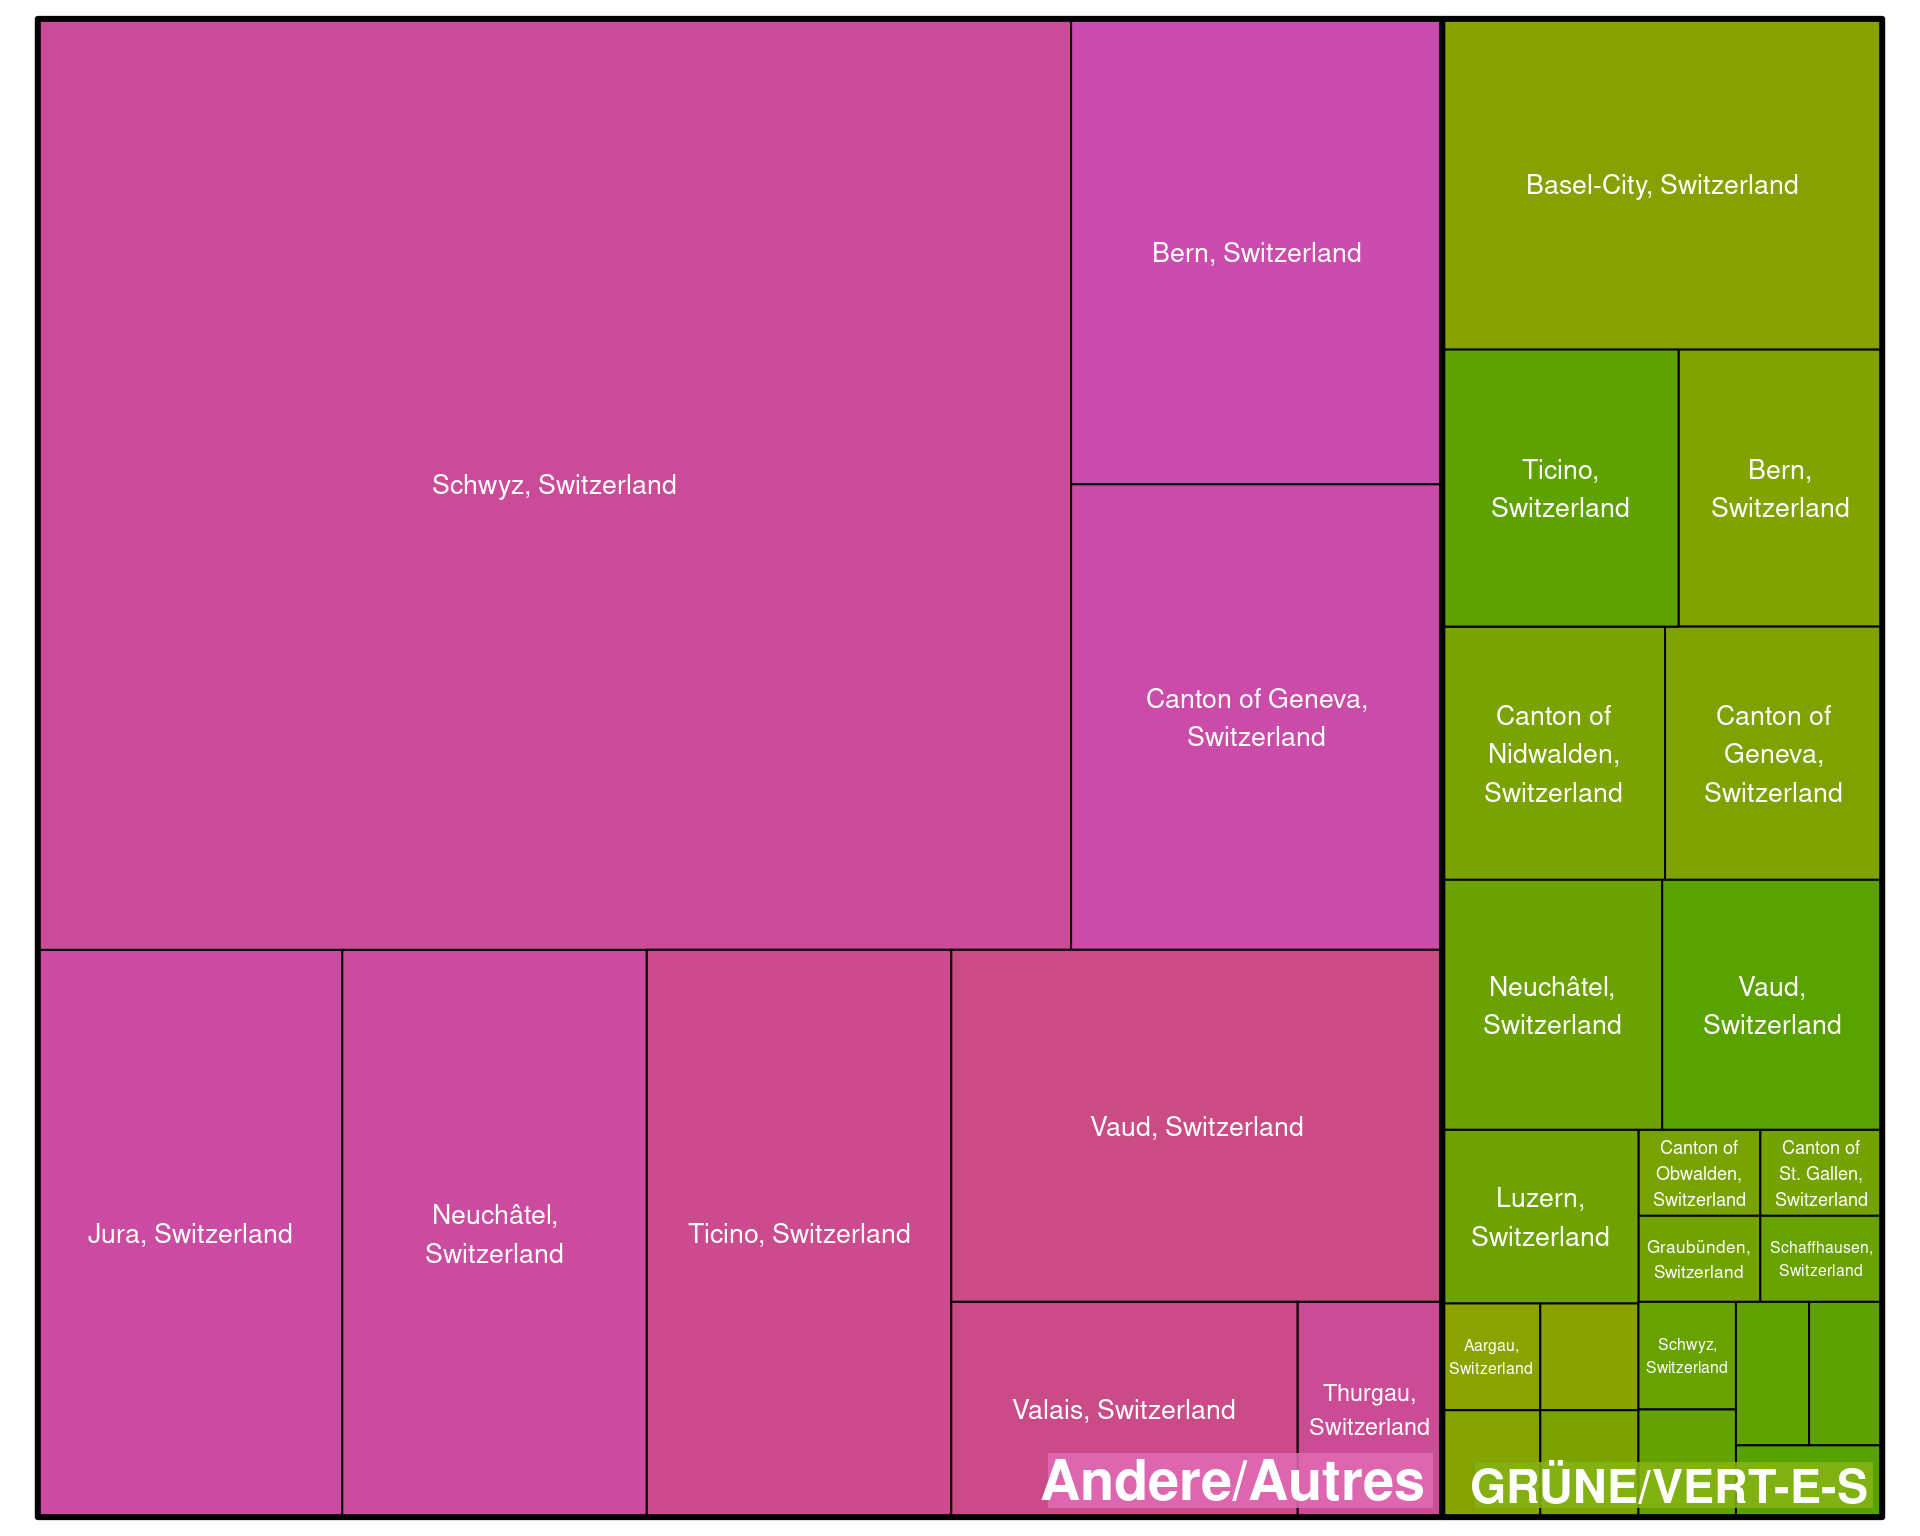 Schwyz, Switzerland
Bern, Switzerland
Canton of Geneva,
Switzerland
Jura, Switzerland
Neuchâtel,
Switzerland
Ticino, Switzerland
Vaud, Switzerland
Valais, Switzerland
Thurgau,
Switzerland
Andere/Autres
Basel-City, Switzerland
Ticino,
Switzerland
Bern,
Switzerland
Canton of
Nidwalden,
Switzerland
Canton of
Geneva,
Switzerland
Neuchâtel,
Switzerland
Vaud,
Switzerland
Luzern,
Switzerland
Canton of
Obwalden,
Switzerland
Canton of
St. Gallen,
Switzerland
Graubünden,
Switzerland
Schaffhausen,
Switzerland
Aargau,
Switzerland
Schwyz,
Switzerland
GRÜNE/VERT-E-S